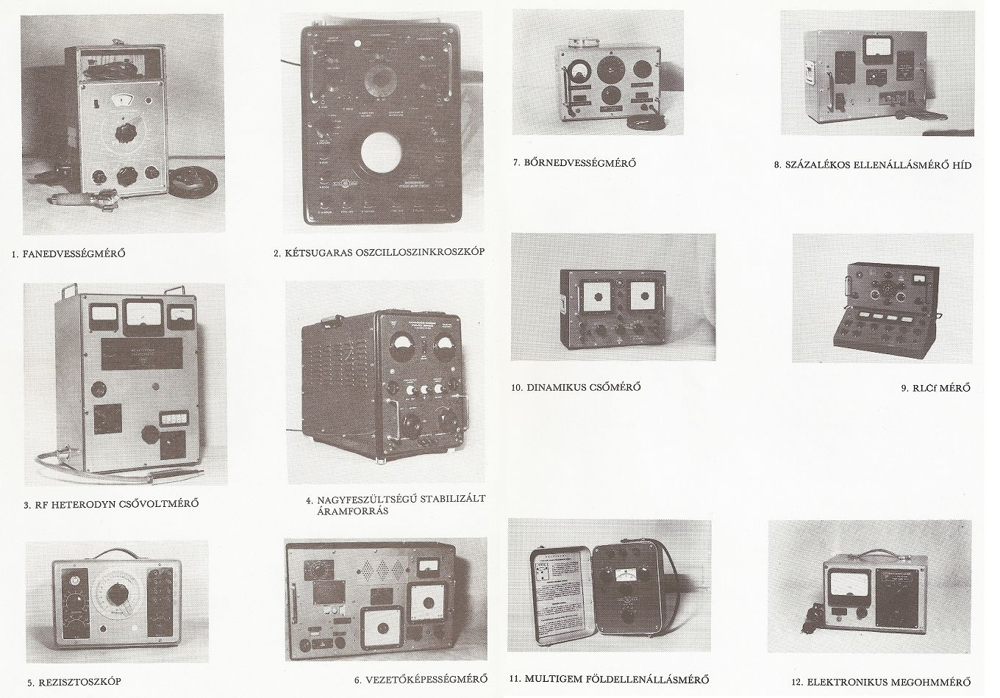 1. FANEDVESSÉGMÉRŐ
2. KÉTSUGARAS OSZCILLOSZINKROSZKÓP
3. RF HETERODYN CSŐVOLTMÉRŐ
4. NAGYFESZÜLTSÉGŰ STABILIZÁLT
ÁRAMFORRÁS
5. REZISZTOSZKÓP
6. VEZETŐKÉPESSÉGMÉRŐ
7. BŐRNEDVESSÉGMÉRŐ
8. SZÁZALÉKOS ELLENÁLLÁSMÉRŐ HÍD
10. DINAMIKUS CSŐMÉRŐ
9. RLCf MÉRŐ
11. MULTIGEM FÖLDELLENÁLLÁSMÉRŐ
12. ELEKTRONIKUS MEGOHMMÉRŐ